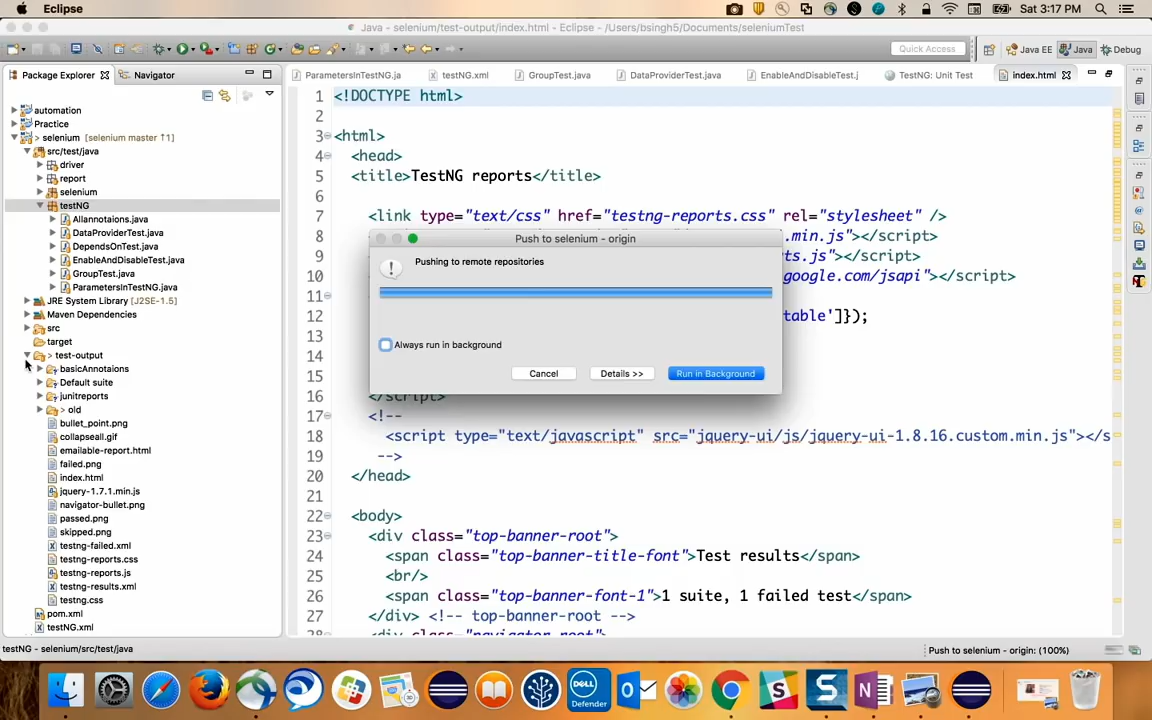 Eclipse
Sat 3:17 PM
Java - selenium/test-output/index.html - Eclipse - /Users/bsingh5/Documents/seleniumTest
Quick Access
Java EE
Java
Debug
Package Explorer
Navigator
ParametersInTestNG.ja
testNG.xml
GroupTest.java
DataProviderTest.java
EnableAndDisableTest.j
TestNG: Unit Test
index.html
automation
Practice
> selenium [selenium master ↑1]
src/test/java
driver
report
selenium
testNG
Allannotaions.java
DataProviderTest.java
DependsOnTest.java
EnableAndDisableTest.java
GroupTest.java
ParametersInTestNG.java
JRE System Library [J2SE-1.5]
Maven Dependencies
src
target
> test-output
basicAnnotaions
Default suite
junitreports
> old
bullet_point.png
collapseall.gif
emailable-report.html
failed.png
index.html
jquery-1.7.1.min.js
navigator-bullet.png
passed.png
skipped.png
testng-failed.xml
testng-reports.css
testng-reports.js
testng-results.xml
testng.css
pom.xml
testNG.xml
1 <!DOCTYPE html>
2
3 <html>
4 <head>
5 <title>TestNG reports</title>
6
7 <link type="text/css" href="testng-reports.css" rel="stylesheet" />
8 .min.js"></script>
9 ts.js"></script>
10 google.com/jsapi"></script>
11
12 table']});
13
14
15
16 </script>
17 <!--
18 <script type="text/javascript" src="jquery-ui/js/jquery-ui-1.8.16.custom.min.js"></s
19 -->
20 </head>
21
22 <body>
23 <div class="top-banner-root">
24 <span class="top-banner-title-font">Test results</span>
25 <br/>
26 <span class="top-banner-font-1">1 suite, 1 failed test</span>
27 </div> <!-- top-banner-root -->
28 <div class="navigator-root">
Push to selenium - origin
Pushing to remote repositories
Always run in background
Cancel
Details >>
Run in Background
testNG - selenium/src/test/java
Push to selenium - origin: (100%)
DELL
Defender